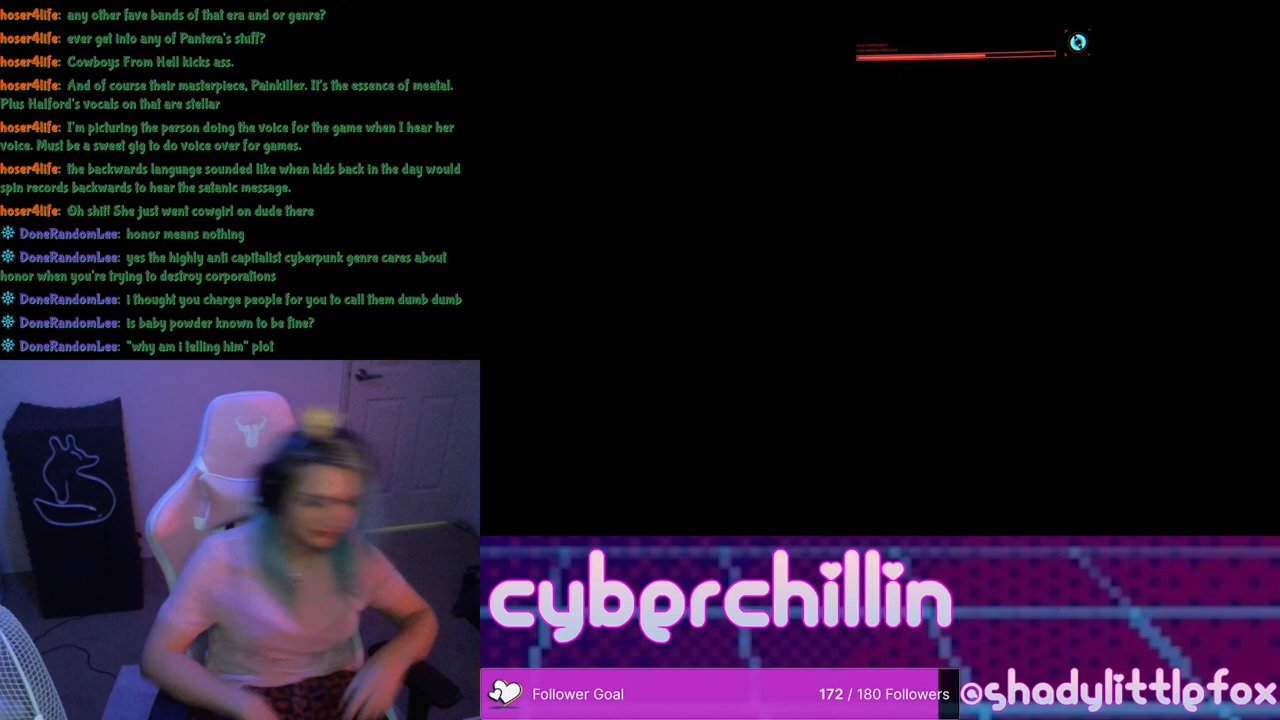 hoser4life: any other fave bands of that era and or genre?
hoser4life: ever get into any of Pantera's stuff?
hoser4life: Cowboys From Hell kicks ass.
hoser4life: And of course their masterpiece, Painkiller. It's the essence of meatal.
Plus Halford's vocals on that are stellar
hoser4life: I'm picturing the person doing the voice for the game when I hear her
voice. Must be a sweet gig to do voice over for games.
hoser4life: the backwards language sounded like when kids back in the day would
spin records backwards to hear the satanic message.
hoser4life: Oh shit! She just went cowgirl on dude there
DoneRandomLee: honor means nothing
DoneRandomLee: yes the highly anti capitalist cyberpunk genre cares about
honor when you're trying to destroy corporations
DoneRandomLee: i thought you charge people for you to call them dumb dumb
DoneRandomLee: is baby powder known to be fine?
DoneRandomLee: "why am i telling him" plot
cyberchillin
Follower Goal 172 / 180 Followers
@shadylittlefox